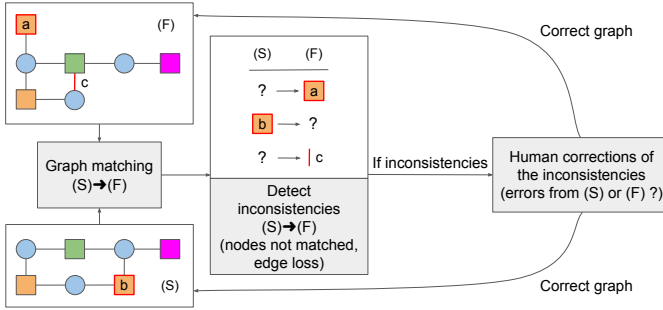 a
(F)
c
Correct graph
(S) (F)
? a
b ?
? c
Graph matching
(S)➔(F)
If inconsistencies
Human corrections of
the inconsistencies
(errors from (S) or (F) ?)
Detect
inconsistencies
(S)➔(F)
(nodes not matched,
edge loss)
b
(S)
Correct graph